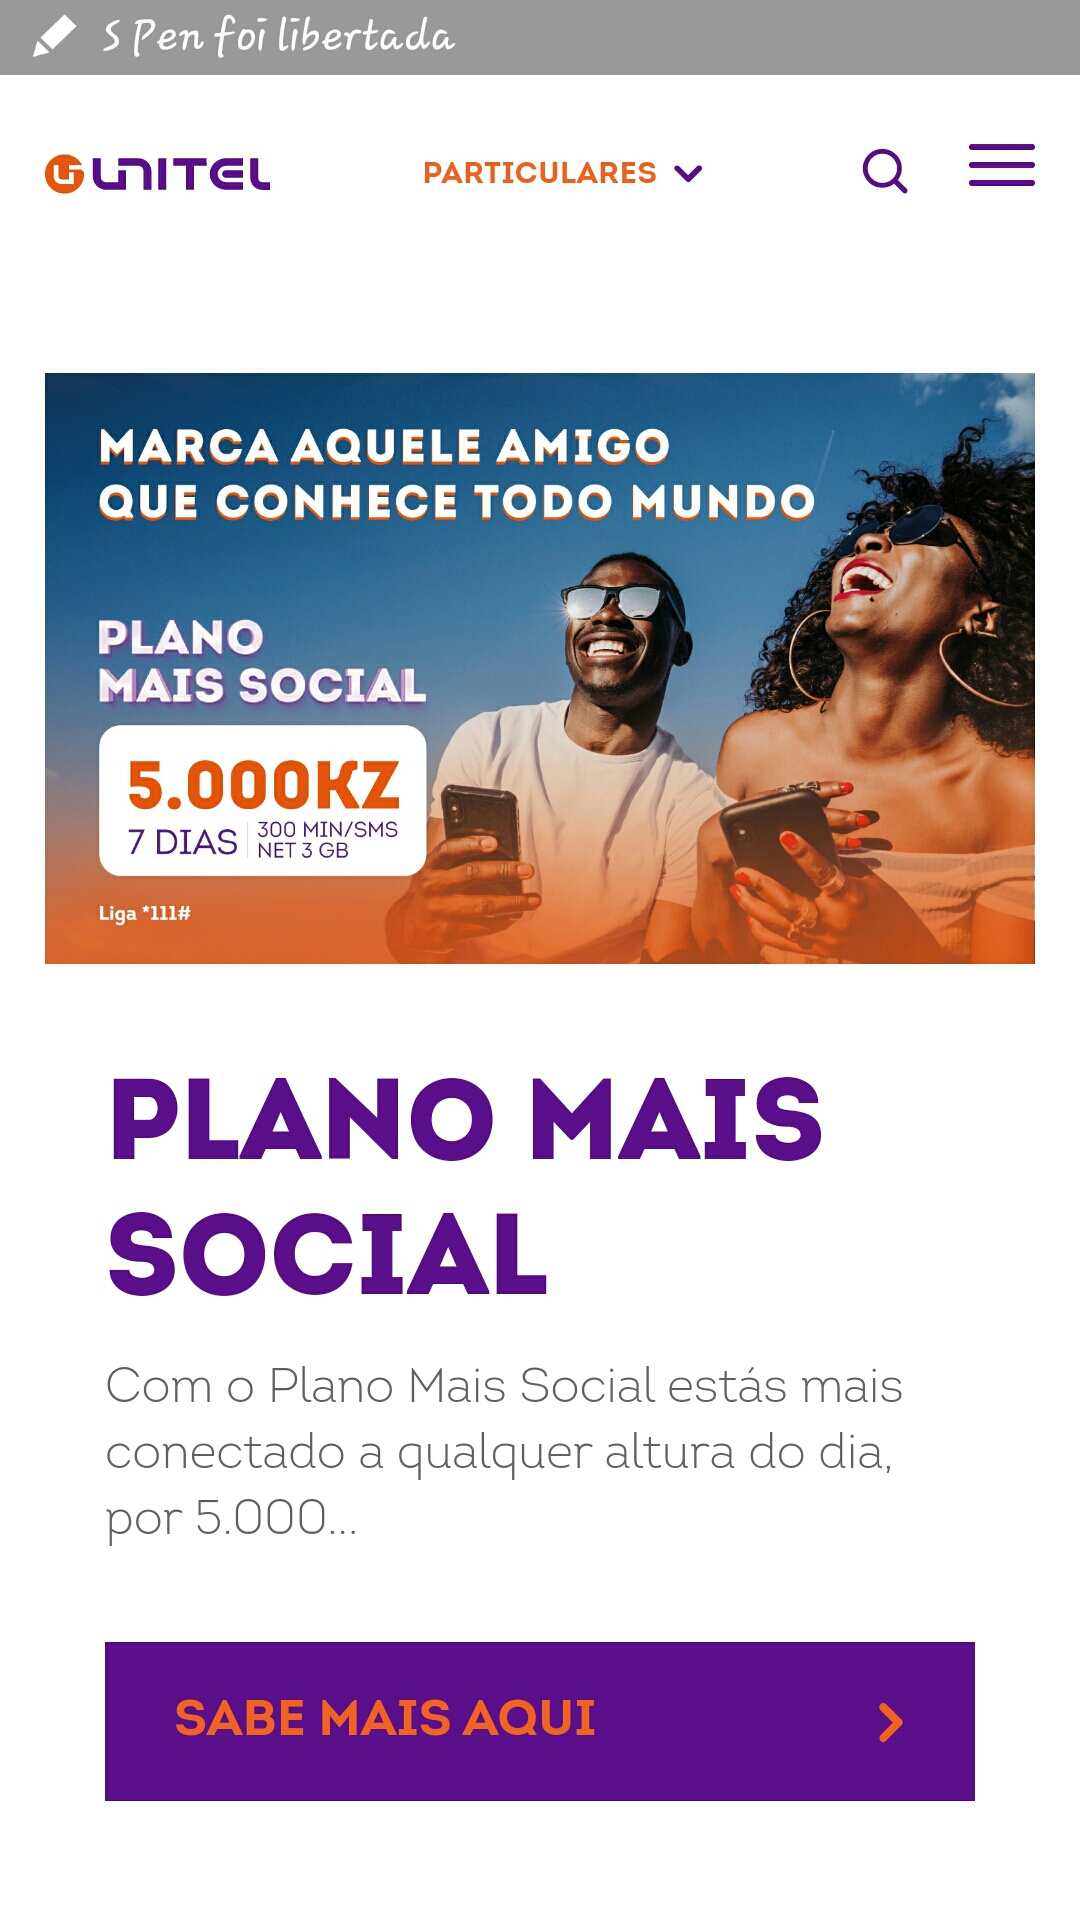 S Pen foi libertada
UNITEL
PARTICULARES
MARCA AQUELE AMIGO
QUE CONHECE TODO MUNDO
PLANO
MAIS SOCIAL
5.000KZ
7 DIAS
300 MIN/SMS
NET 3 GB
Liga *111#
PLANO MAIS
SOCIAL
Com o Plano Mais Social estás mais
conectado a qualquer altura do dia,
por 5.000...
SABE MAIS AQUI